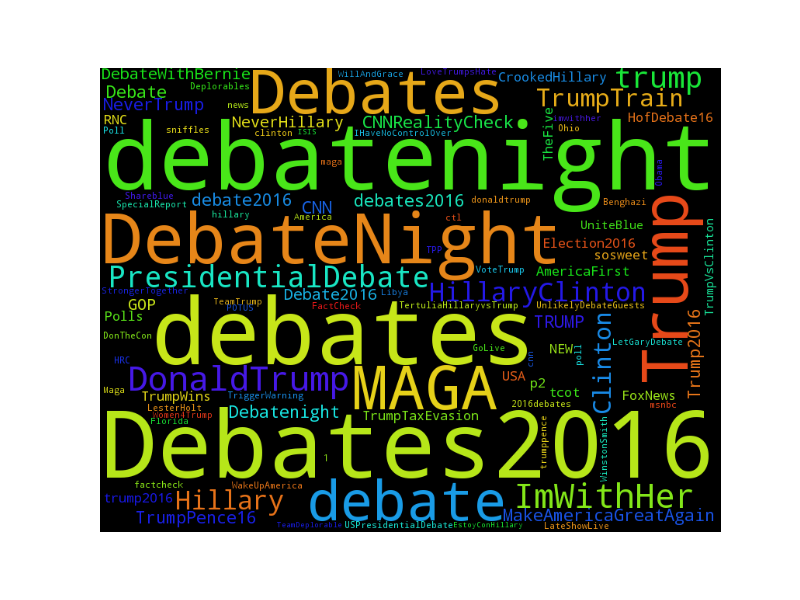 DebateWithBernie
Debates
WillAndGrace
LoveTrumpsHate
CrookedHillary
trump
Debate
Deplorables
TrumpTrain
NeverTrump
news
RNC
NeverHillary
CNNRealityCheck
TheFive
imwithher
HofDebate16
Poll
sniffles
clinton
ISIS
IHaveNoControlOver
Ohio
debatenight
maga
Obama
Shareblue
SpecialReport
debate2016
CNN
debates2016
donaldtrump
Benghazi
hillary
America
ctl
UniteBlue
DebateNight
TPP
Election2016
sosweet
Trump
TrumpVsClinton
PresidentialDebate
VoteTrump
AmericaFirst
StrongerTogether
Debate2016
Libya
HillaryClinton
GOP
TeamTrump
POTUS
FactCheck
TertuliaHillaryvsTrump
UnlikelyDebateGuests
Polls
debates
TRUMP
Clinton
Trump2016
DonTheCon
GoLive
NEW
poll
LetGaryDebate
HRC
cnn
DonaldTrump
MAGA
USA
p2
tcot
Maga
TrumpWins
TriggerWarning
FoxNews
LesterHolt
2016debates
msnbc
Women4Trump
Debatenight
TrumpTaxEvasion
Florida
trumppence
WinstonSmith
Debates2016
1
factcheck
WakeUpAmerica
trump2016
Hillary
debate
ImWithHer
TrumpPence16
MakeAmericaGreatAgain
TeamDeplorable
USPresidentialDebate
EstoyConHillary
LateShowLive